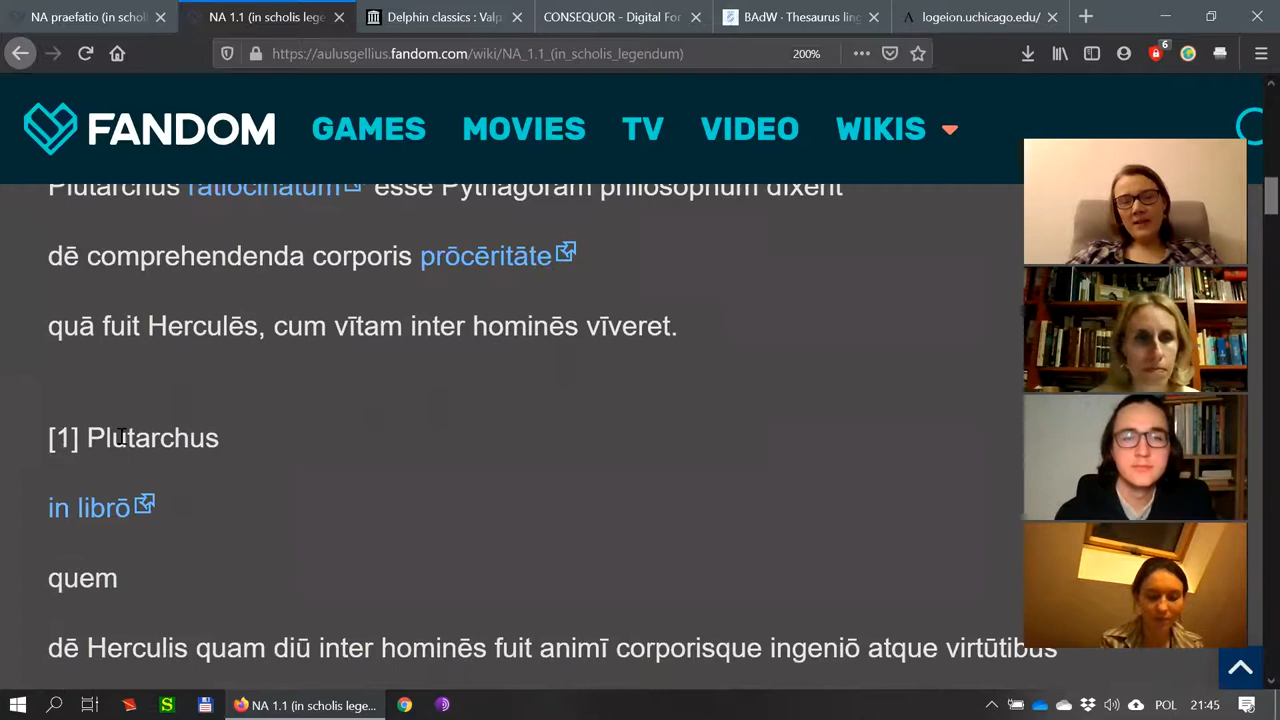 NA praefatio (in schol
NA 1.1 (in scholis lege
Delphin classics : Valp
CONSEQUOR - Digital For
BAdW · Thesaurus ling
logeion.uchicago.edu/
https://aulusgellius.fandom.com/wiki/NA_1.1_(in_scholis_legendum)
200%
6
FANDOM
GAMES
MOVIES
TV
VIDEO
WIKIS
Plutarchus ratiocinatum esse Pythagoram philosophum dīxerit
dē comprehendenda corporis prōcēritāte
quā fuit Herculēs, cum vītam inter hominēs vīveret.
[1] Plutarchus
in librō
quem
dē Herculis quam diū inter hominēs fuit animī corporisque ingeniō atque virtūtibus
NA 1.1 (in scholis lege...
POL
21:45